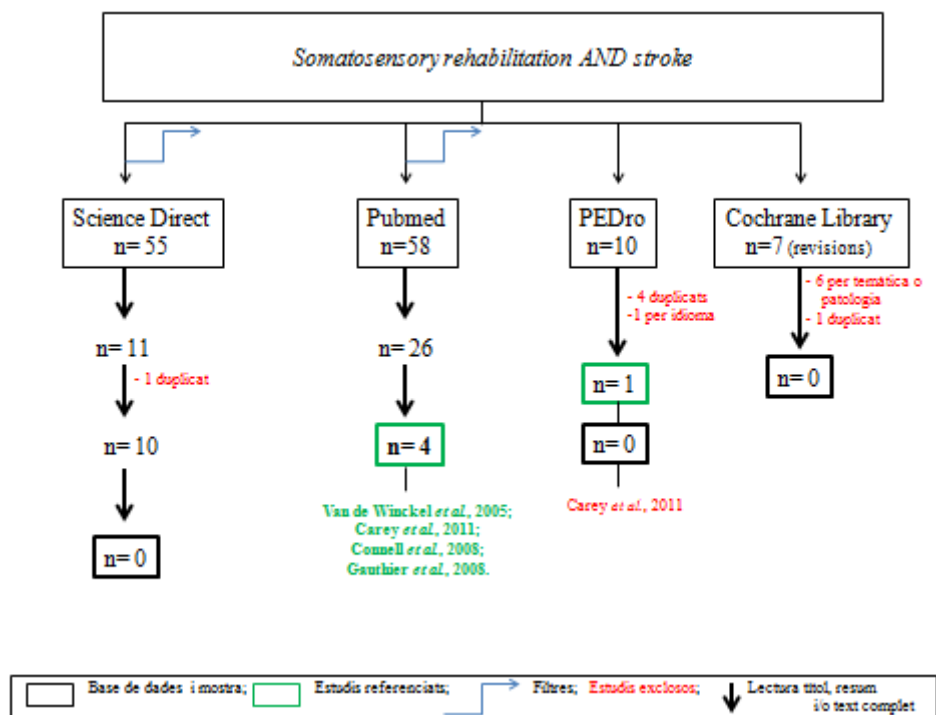 Somatosensory rehabilitation AND stroke
Science Direct
n= 55
Pubmed
n=58
PEDro
n=10
Cochrane Library
n=7 (revisions)
- 4 duplicats
-1 per idioma
- 6 per temàtica o
patologia
- 1 duplicat
n= 11
n= 26
n= 1
n= 0
- 1 duplicat
n= 10
n= 4
n= 0
Van de Winckel et al., 2005;
Carey et al., 2011;
Connell et al., 2008;
Gauthier et al., 2008.
Carey et al., 2011
n= 0
Base de dades i mostra;
Estudis referenciats;
Filtres;
Estudis exclosos;
Lectura títol, resum
i/o text complet